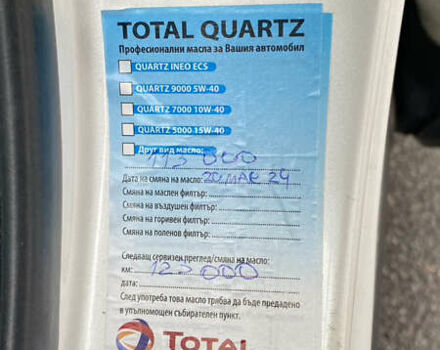 TOTAL QUARTZ
Професионални масла за Вашия автомобил
QUARTZ INEO ECS
QUARTZ 9000 5W-40
QUARTZ 7000 10W-40
QUARTZ 5000 15W-40
Друг вид масло:
113 000
Дата на смяна на масло: 20 МАЄ 24
Смяна на маслен филтър:
Смяна на въздушен филтър:
Смяна на горивен филтър:
Смяна на поленов филтър:
Следващ сервизен преглед/смяна на масло:
км: 123 000
дата:
След употреба това масло трябва да бъде предадено
в упълномощен събирателен пункт.
TOTAL